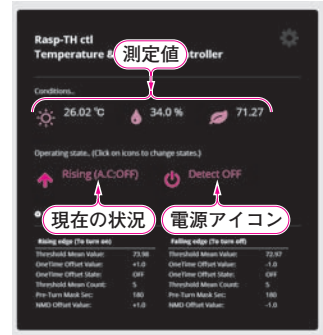 Rasp-TH ctl
Temperature & 測定値 troller
Conditions..
26.02 ℃ 34.0 % 71.27
Operating state.. (Click on icons to change states.)
Rising (A.C:OFF) Detect OFF
現在の状況 電源アイコン
Rising edge (To turn on) Falling edge (To turn off)
Threshold Mean Value: 73.98 Threshold Mean Value: 72.97
OneTime Offset Value: +1.0 OneTime Offset Value: -1.0
OneTime Offset State: OFF OneTime Offset State: OFF
Threshold Mean Count: 5 Threshold Mean Count: 5
Pre-Turn Mask Sec: 180 Pre-Turn Mask Sec: 180
NMO Offset Value: +1.0 NMO Offset Value: -1.0